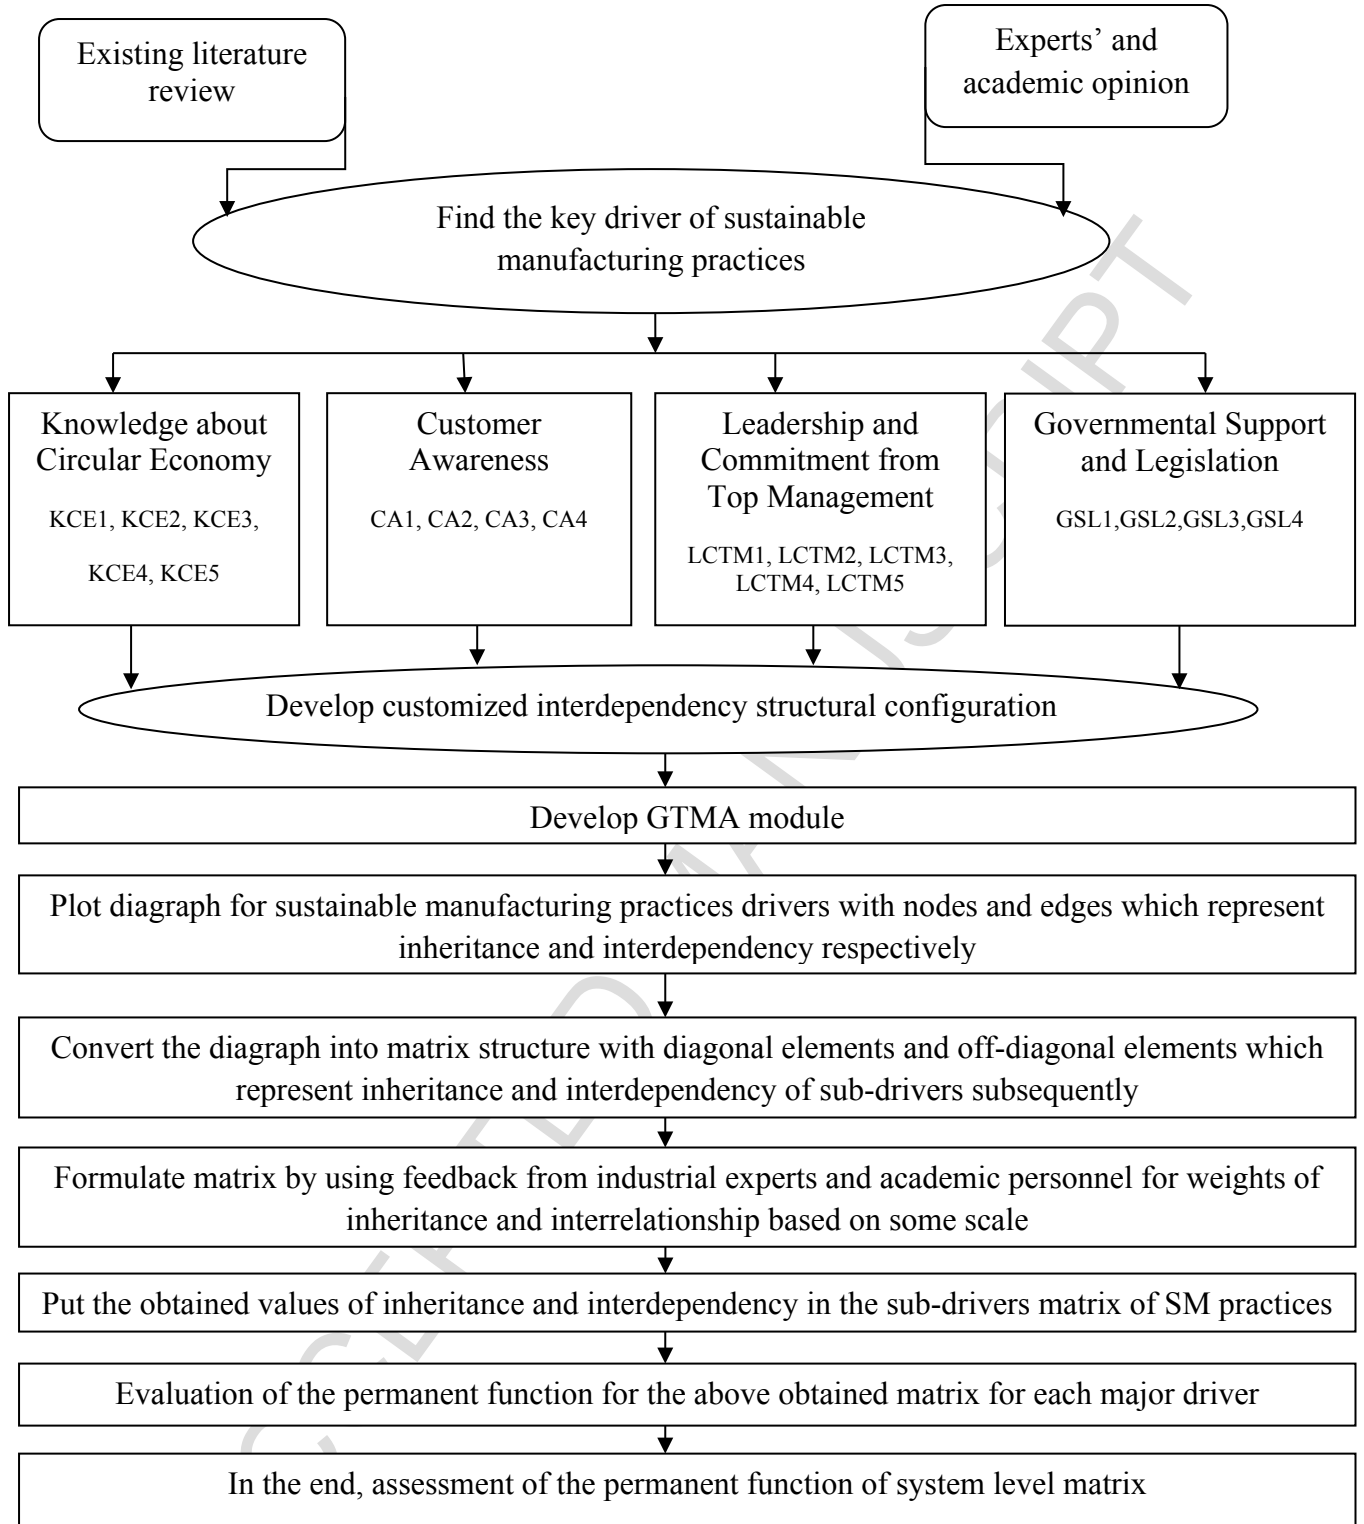 Existing literature
review
Experts’ and
academic opinion
Find the key driver of sustainable
manufacturing practices
Knowledge about
Circular Economy
KCE1, KCE2, KCE3,
KCE4, KCE5
Customer
Awareness
CA1, CA2, CA3, CA4
Leadership and
Commitment from
Top Management
LCTM1, LCTM2, LCTM3,
LCTM4, LCTM5
Governmental Support
and Legislation
GSL1,GSL2,GSL3,GSL4
Develop customized interdependency structural configuration
Develop GTMA module
Plot diagraph for sustainable manufacturing practices drivers with nodes and edges which represent
inheritance and interdependency respectively
Convert the diagraph into matrix structure with diagonal elements and off-diagonal elements which
represent inheritance and interdependency of sub-drivers subsequently
Formulate matrix by using feedback from industrial experts and academic personnel for weights of
inheritance and interrelationship based on some scale
Put the obtained values of inheritance and interdependency in the sub-drivers matrix of SM practices
Evaluation of the permanent function for the above obtained matrix for each major driver
In the end, assessment of the permanent function of system level matrix